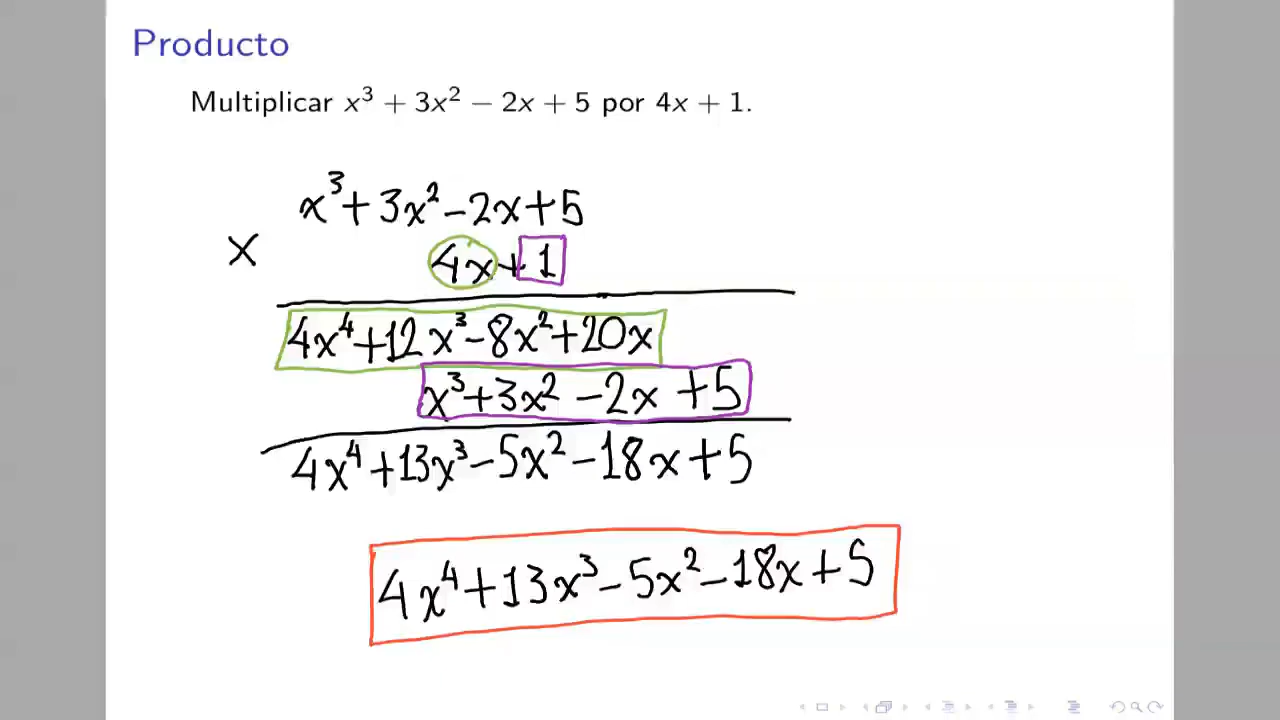 Producto
Multiplicar x³ + 3x² − 2x + 5 por 4x + 1.
x³+3x²-2x+5
x 4x+1
4x⁴+12x³-8x²+20x
x³+3x²-2x+5
4x⁴+13x³-5x²-18x+5
4x⁴+13x³-5x²-18x+5